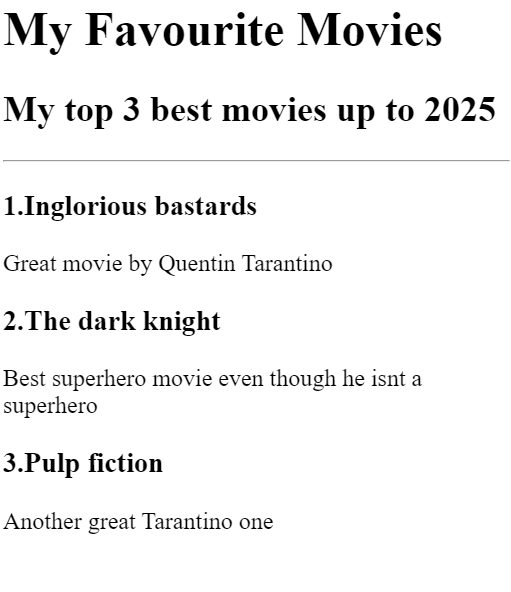 My Favourite Movies
My top 3 best movies up to 2025
1.Inglorious bastards
Great movie by Quentin Tarantino
2.The dark knight
Best superhero movie even though he isnt a
superhero
3.Pulp fiction
Another great Tarantino one